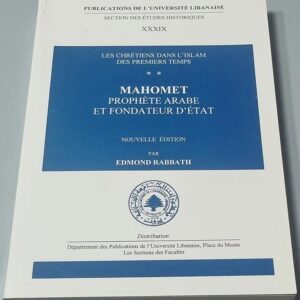 PUBLICATIONS DE L'UNIVERSITÉ LIBANAISE
SECTION DES ÉTUDES HISTORIQUES
XXXIX
LES CHRÉTIENS DANS L'ISLAM
DES PREMIERS TEMPS
* *
MAHOMET
PROPHÈTE ARABE
ET FONDATEUR D'ÉTAT
NOUVELLE ÉDITION
PAR
EDMOND RABBATH
Distribution
Département des Publications de l'Université Libanaise, Place du Musée
Les Sections des Facultés